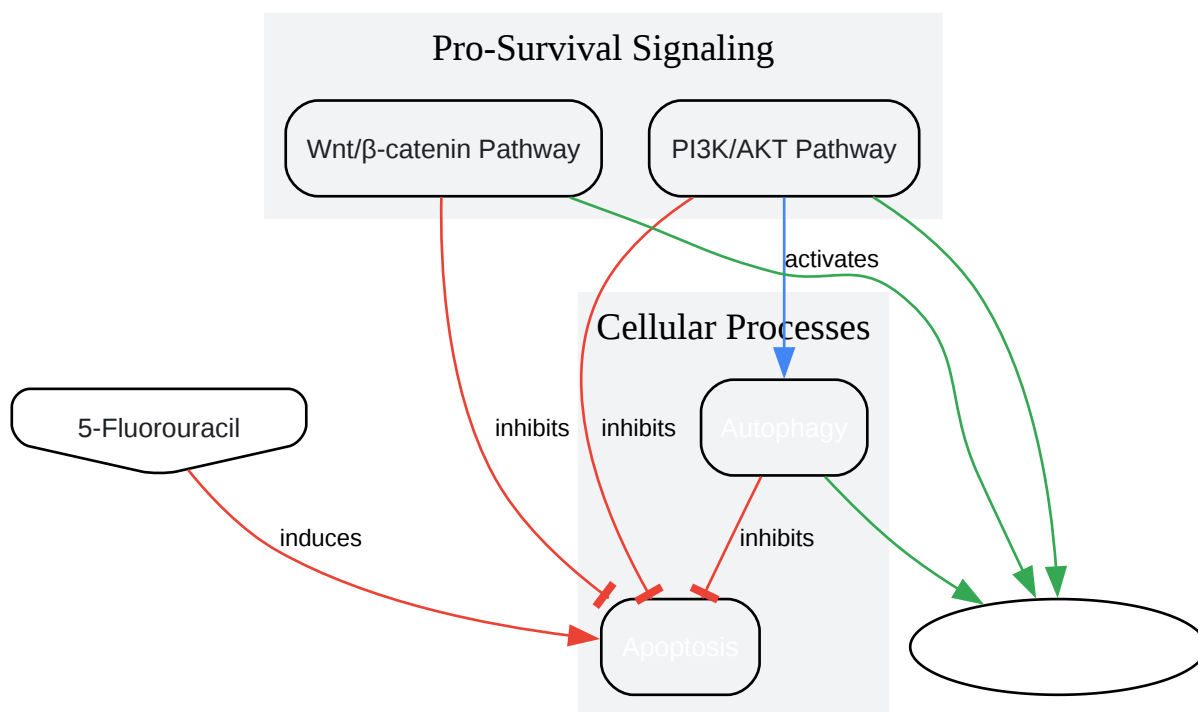 Pro-Survival Signaling
Wnt/β-catenin Pathway
PI3K/AKT Pathway
activates
Cellular Processes
5-Fluorouracil
inhibits
inhibits
Autophagy
induces
inhibits
Apoptosis